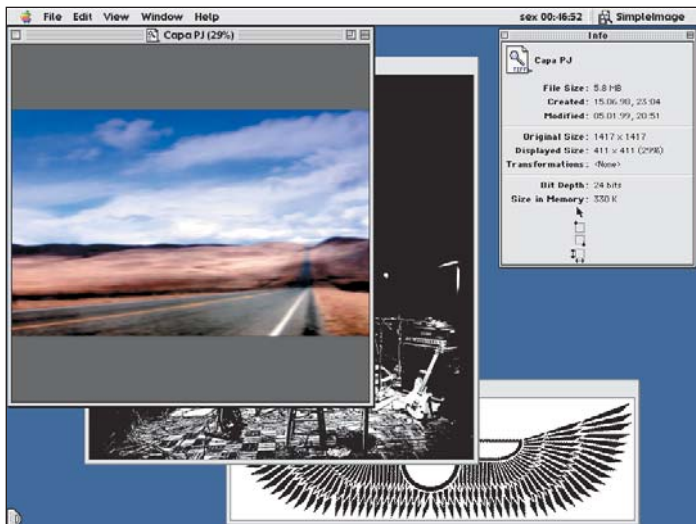 File Edit View Window Help
sex 00:46:52 SimpleImage
Capa PJ (29%)
Info
TIFF
Capa PJ
File Size: 5.8 MB
Created: 15.06.98, 23:04
Modified: 05.01.99, 20:51
Original Size: 1417 x 1417
Displayed Size: 411 x 411 (29%)
Transformations: <None>
Bit Depth: 24 bits
Size in Memory: 330 K